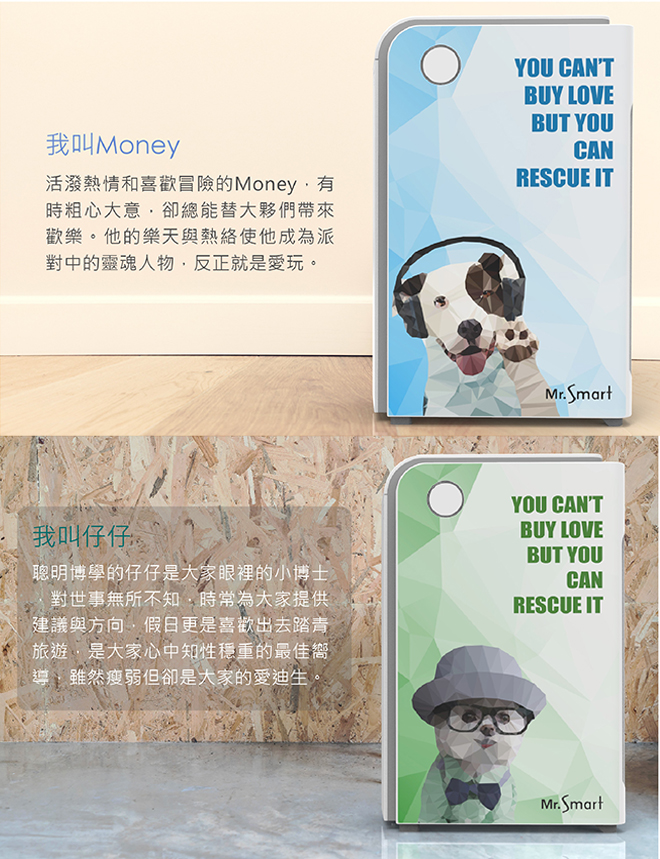 我叫Money
活潑熱情和喜歡冒險的Money，有
時粗心大意，卻總能替大夥們帶來
歡樂。他的樂天與熱絡使他成為派
對中的靈魂人物，反正就是愛玩。
YOU CAN'T
BUY LOVE
BUT YOU
CAN
RESCUE IT
Mr.Smart
我叫仔仔
聰明博學的仔仔是大家眼裡的小博士
，對世事無所不知，時常為大家提供
建議與方向，假日更是喜歡出去踏青
旅遊，是大家心中知性穩重的最佳嚮
導，雖然瘦弱但卻是大家的愛迪生。
YOU CAN'T
BUY LOVE
BUT YOU
CAN
RESCUE IT
Mr.Smart